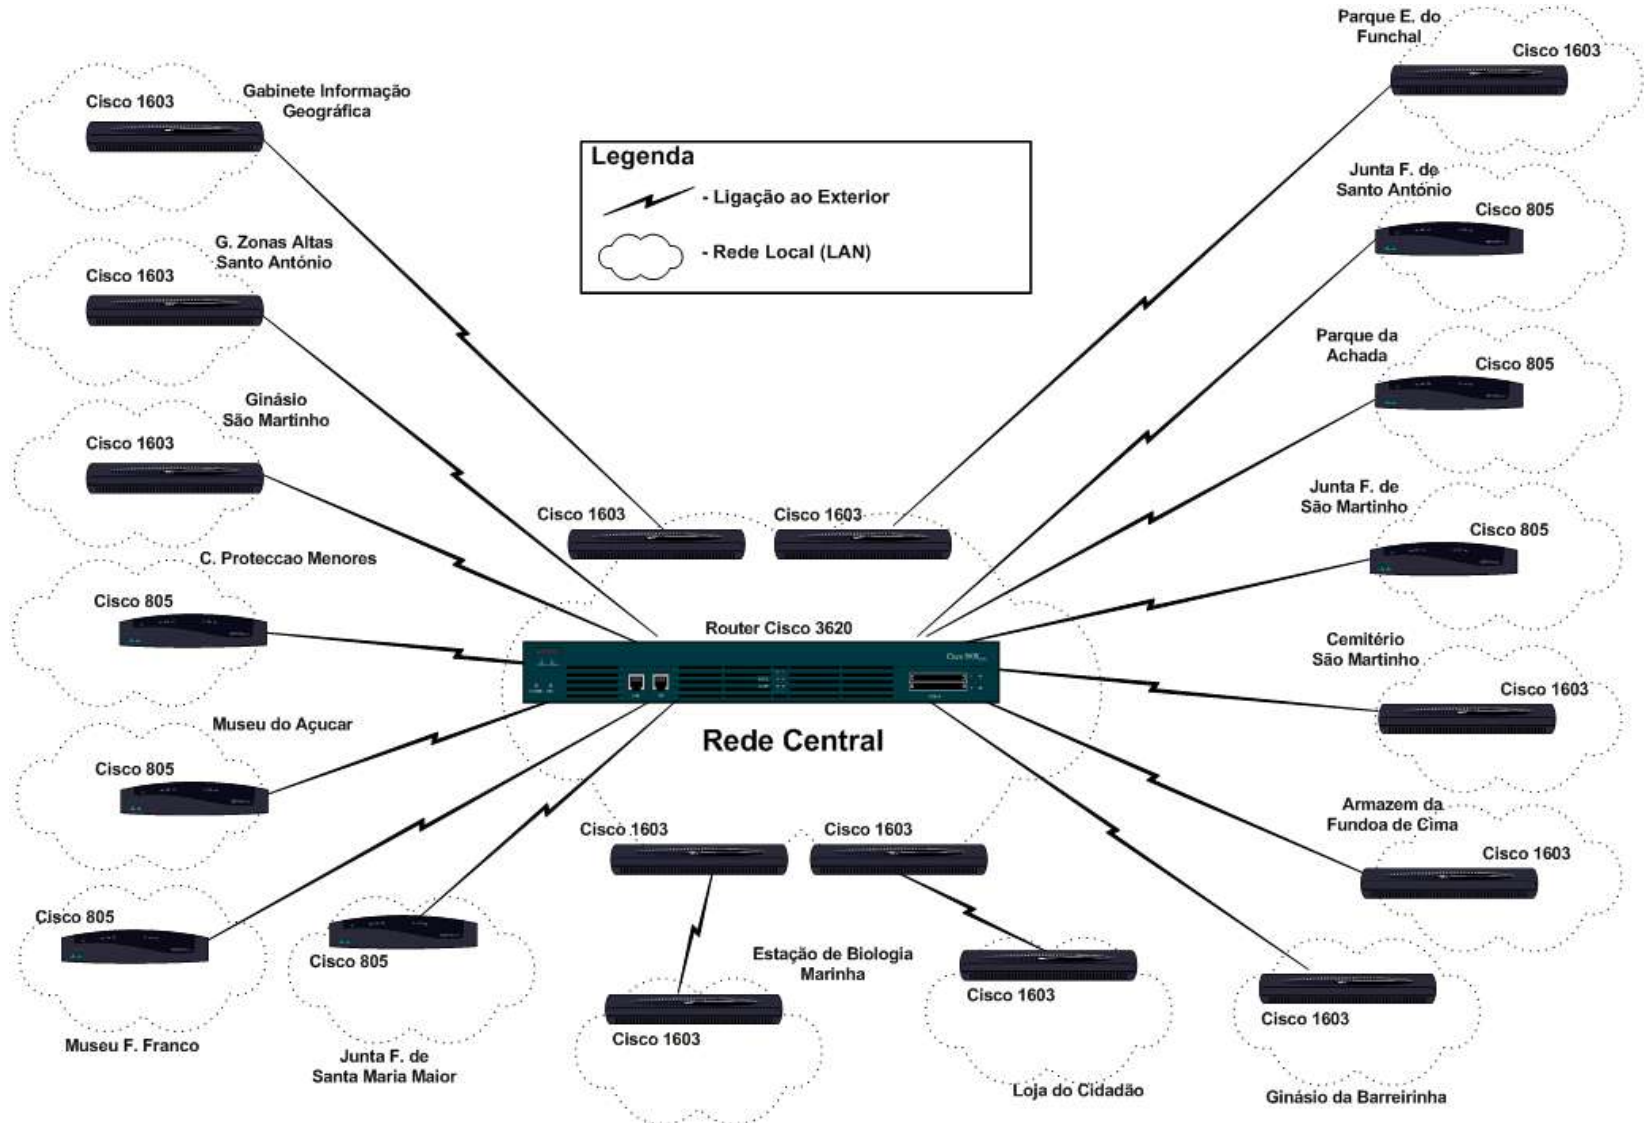 Parque E. do
Funchal
Cisco 1603
Cisco 1603
Gabinete Informação
Geográfica
Legenda
- Ligação ao Exterior
- Rede Local (LAN)
Junta F. de
Santo António
Cisco 805
G. Zonas Altas
Santo António
Cisco 1603
Parque da
Achada
Cisco 805
Ginásio
São Martinho
Cisco 1603
Junta F. de
São Martinho
Cisco 805
Cisco 1603
Cisco 1603
C. Proteccao Menores
Cisco 805
Router Cisco 3620
Rede Central
Cemitério
São Martinho
Cisco 1603
Museu do Açucar
Cisco 805
Armazem da
Fundoa de Cima
Cisco 1603
Cisco 1603
Cisco 1603
Cisco 805
Museu F. Franco
Cisco 805
Junta F. de
Santa Maria Maior
Estação de Biologia
Marinha
Cisco 1603
Cisco 1603
Loja do Cidadão
Cisco 1603
Ginásio da Barreirinha